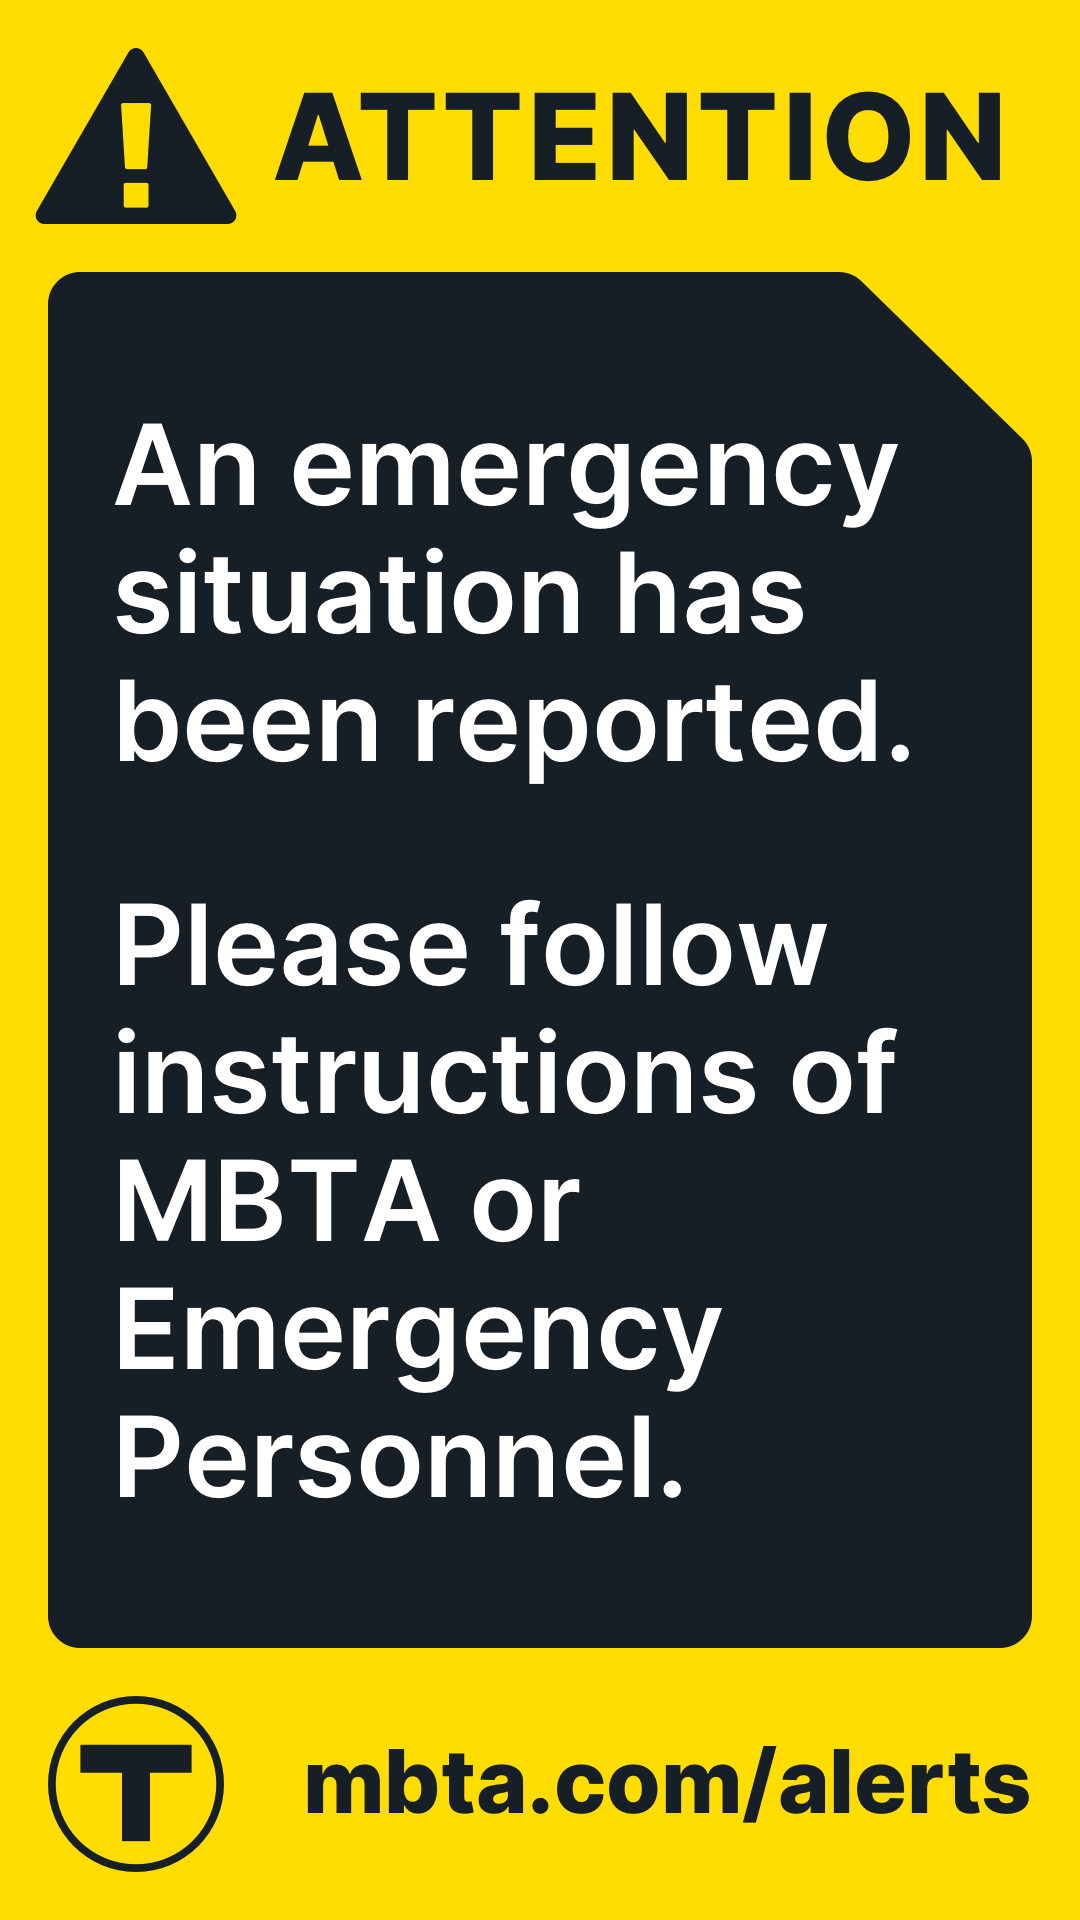 ATTENTION
An emergency
situation has
been reported.
Please follow
instructions of
MBTA or
Emergency
Personnel.
T mbta.com/alerts